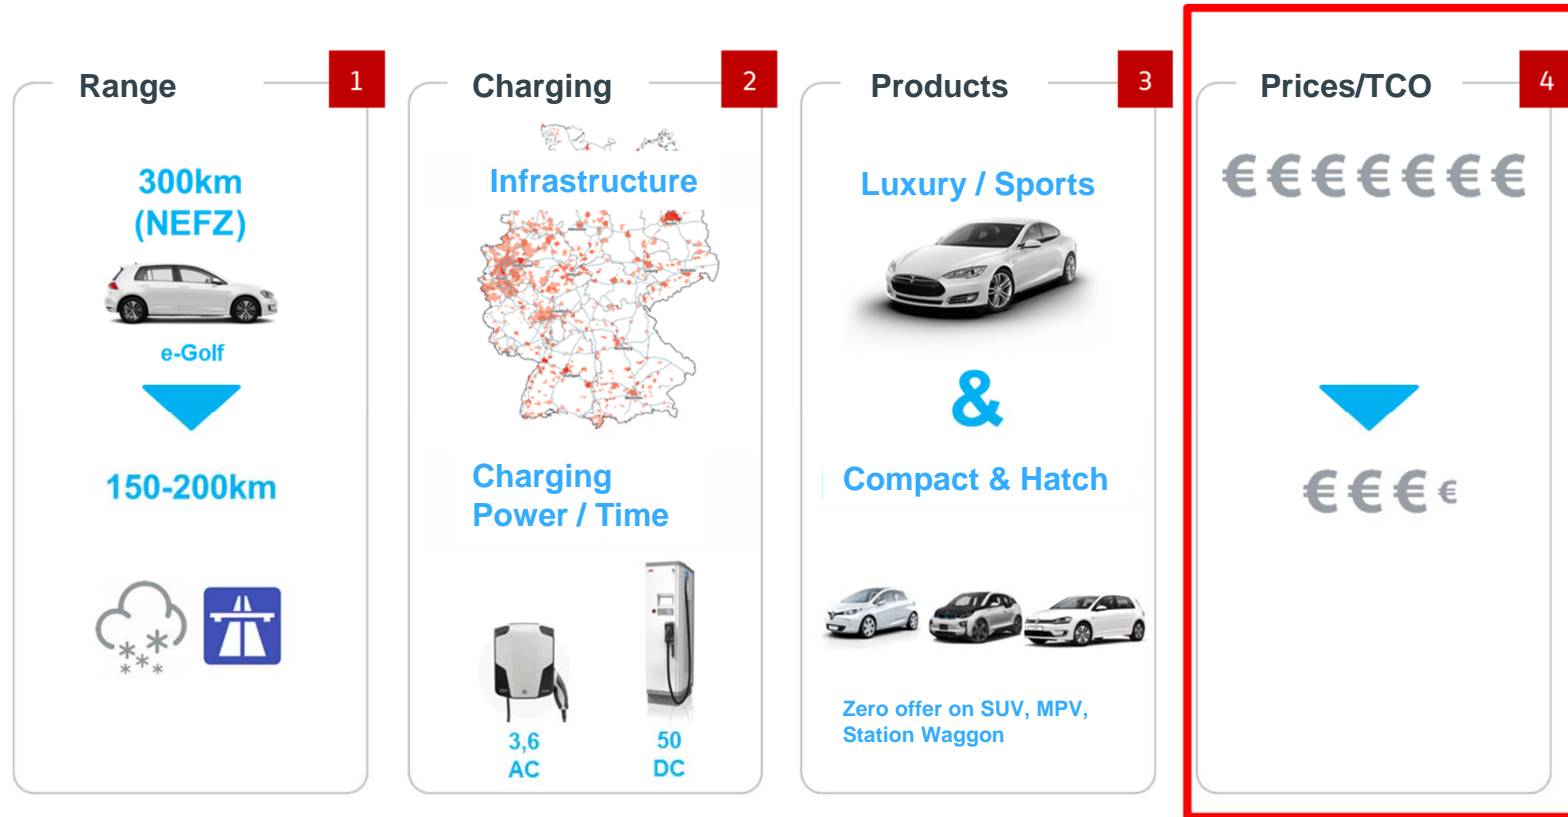 Range
1
300km
(NEFZ)
e-Golf
150-200km
Charging
2
Infrastructure
Charging
Power / Time
3,6
AC
50
DC
Products
3
Luxury / Sports
&
Compact & Hatch
Zero offer on SUV, MPV,
Station Waggon
Prices/TCO
4
€€€€€€€
€€€€